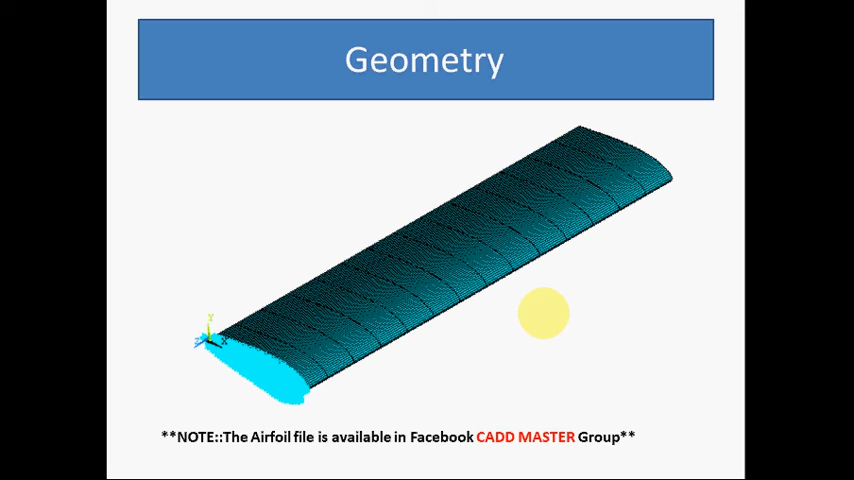 Geometry
Y
Z
X
**NOTE::The Airfoil file is available in Facebook CADD MASTER Group**